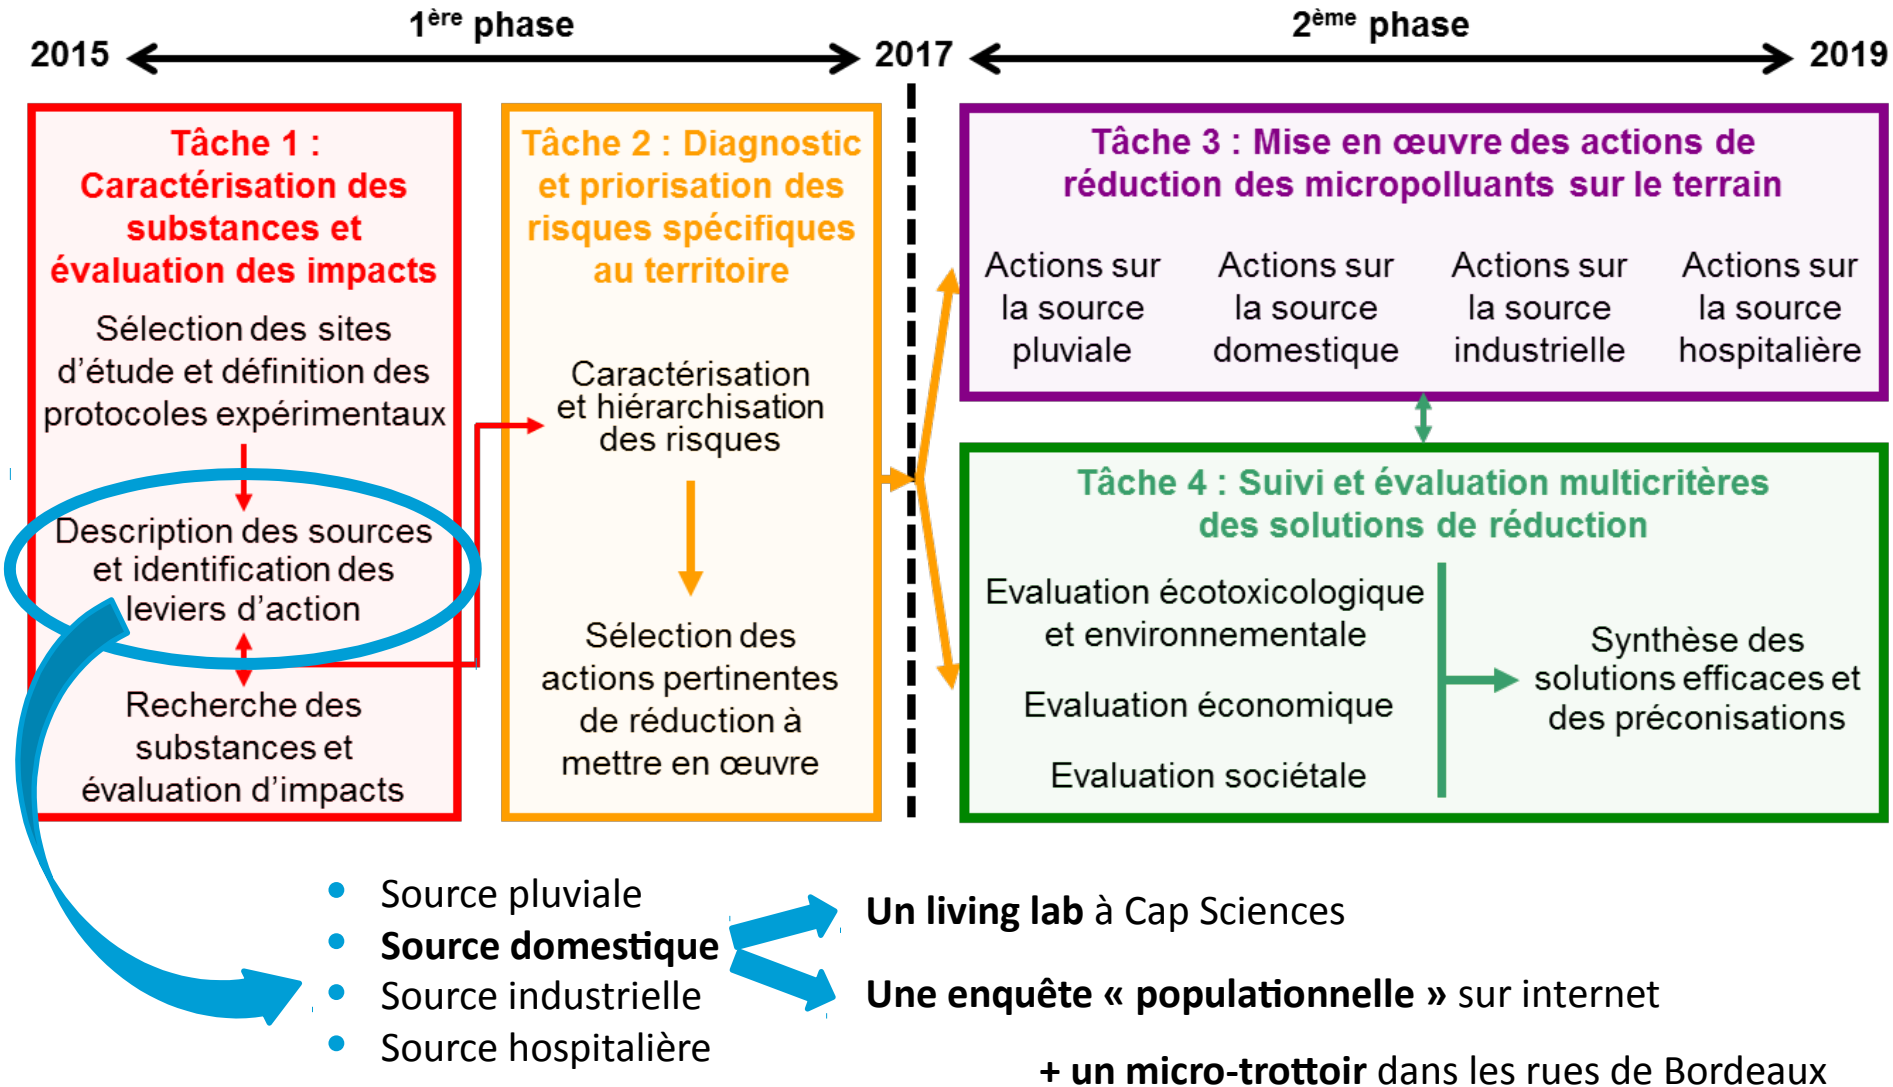 1ère phase
2ème phase
2015
2017
2019
Tâche 1 :
Caractérisation des
substances et
évaluation des impacts
Sélection des sites
d'étude et définition des
protocoles expérimentaux
Description des sources
et identification des
leviers d'action
Recherche des
substances et
évaluation d'impacts
Tâche 2 : Diagnostic
et priorisation des
risques spécifiques
au territoire
Caractérisation
et hiérarchisation
des risques
Sélection des
actions pertinentes
de réduction à
mettre en œuvre
Tâche 3 : Mise en œuvre des actions de
réduction des micropolluants sur le terrain
Actions sur
la source
pluviale
Actions sur
la source
domestique
Actions sur
la source
industrielle
Actions sur
la source
hospitalière
Tâche 4 : Suivi et évaluation multicritères
des solutions de réduction
Evaluation écotoxicologique
et environnementale
Evaluation économique
Evaluation sociétale
Synthèse des
solutions efficaces et
des préconisations
• Source pluviale
• Source domestique
• Source industrielle
• Source hospitalière
Un living lab à Cap Sciences
Une enquête « populationnelle » sur internet
+ un micro-trottoir dans les rues de Bordeaux